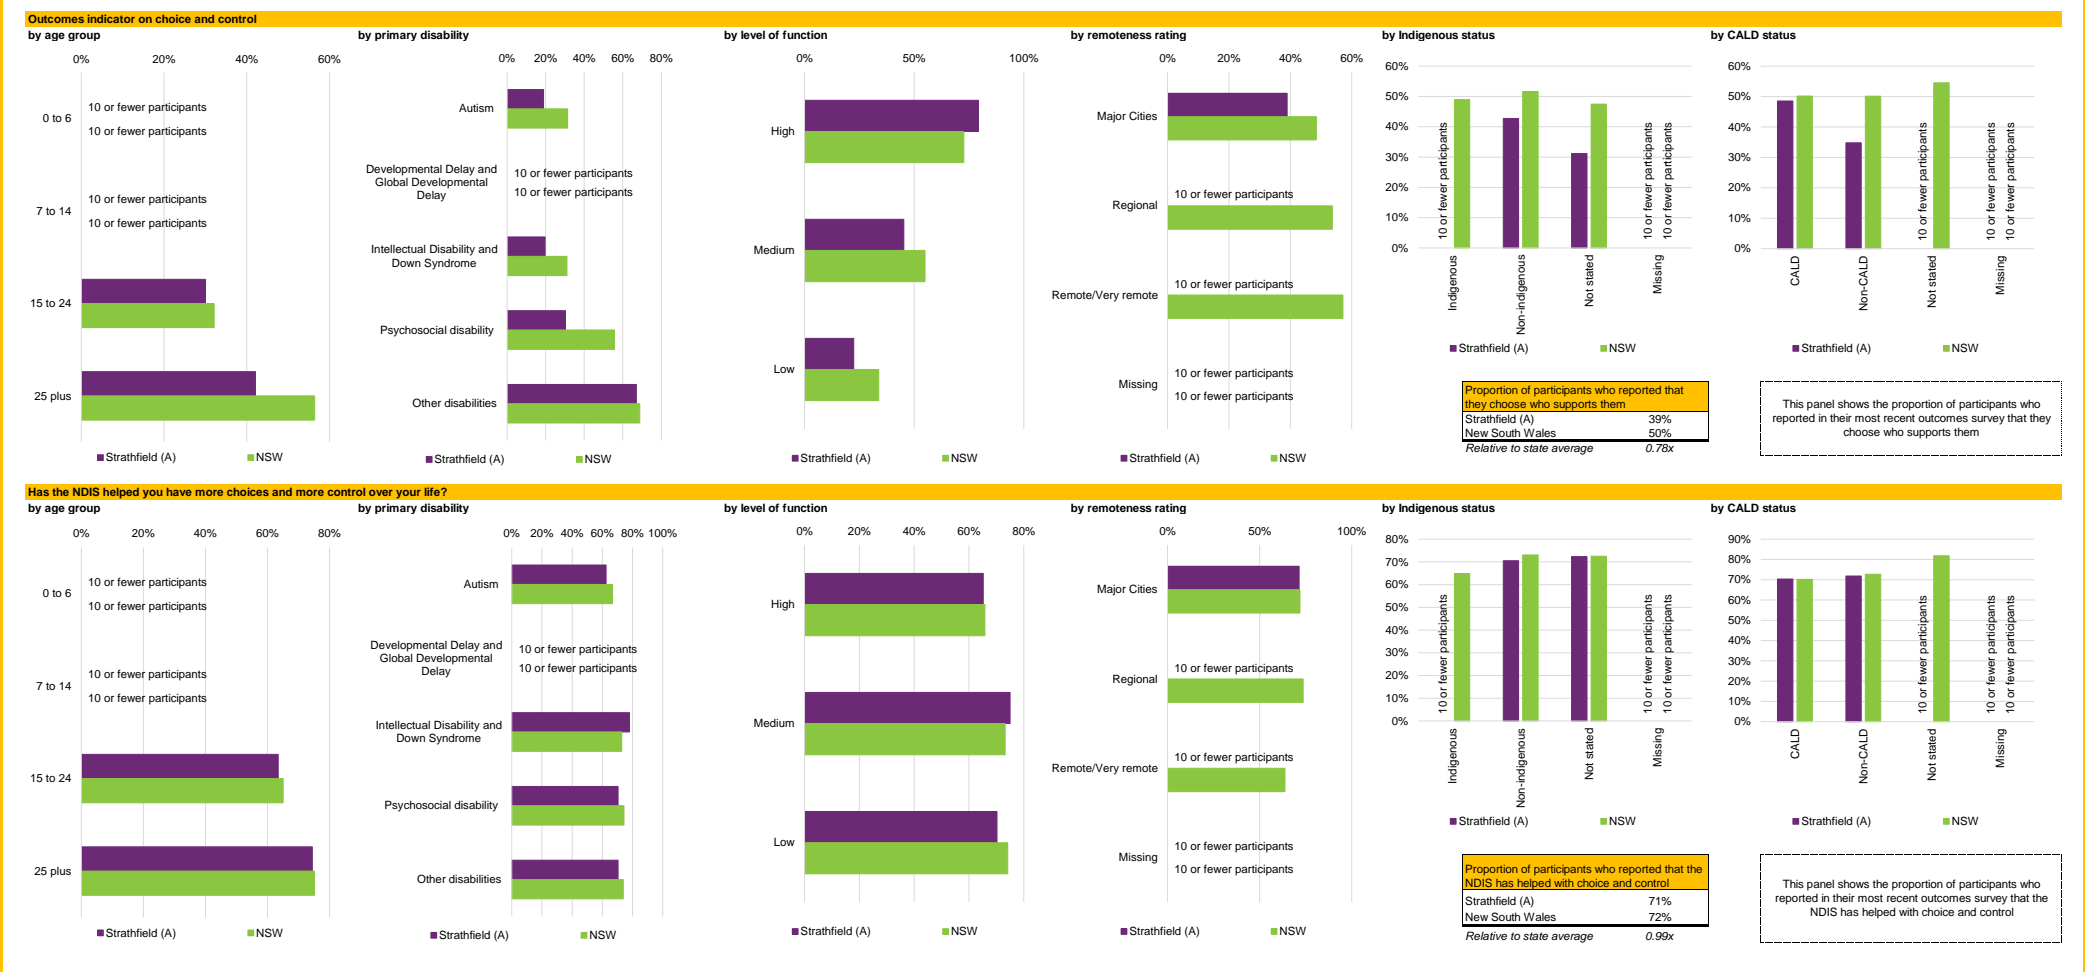 Outcomes indicator on choice and control
by age group
0% 20% 40% 60%
0 to 6
10 or fewer participants
10 or fewer participants
7 to 14
10 or fewer participants
10 or fewer participants
15 to 24
25 plus
Strathfield (A) NSW
by primary disability
0% 20% 40% 60% 80%
Autism
Developmental Delay and
Global Developmental
Delay
10 or fewer participants
10 or fewer participants
Intellectual Disability and
Down Syndrome
Psychosocial disability
Other disabilities
Strathfield (A) NSW
by level of function
0% 50% 100%
High
Medium
Low
Strathfield (A) NSW
by remoteness rating
0% 20% 40% 60%
Major Cities
Regional
10 or fewer participants
Remote/Very remote
10 or fewer participants
Missing
10 or fewer participants
10 or fewer participants
Strathfield (A) NSW
by Indigenous status
60%
50%
40%
30%
20%
10%
0%
10 or fewer participants
10 or fewer participants
10 or fewer participants
Indigenous
Non-indigenous
Not stated
Missing
Strathfield (A) NSW
Proportion of participants who reported that
they choose who supports them
Strathfield (A) 39%
New South Wales 50%
Relative to state average 0.78x
by CALD status
60%
50%
40%
30%
20%
10%
0%
10 or fewer participants
10 or fewer participants
10 or fewer participants
CALD
Non-CALD
Not stated
Missing
Strathfield (A) NSW
This panel shows the proportion of participants who
reported in their most recent outcomes survey that they
choose who supports them
Has the NDIS helped you have more choices and more control over your life?
by age group
0% 20% 40% 60% 80%
0 to 6
10 or fewer participants
10 or fewer participants
7 to 14
10 or fewer participants
10 or fewer participants
15 to 24
25 plus
Strathfield (A) NSW
by primary disability
0% 20% 40% 60% 80% 100%
Autism
Developmental Delay and
Global Developmental
Delay
10 or fewer participants
10 or fewer participants
Intellectual Disability and
Down Syndrome
Psychosocial disability
Other disabilities
Strathfield (A) NSW
by level of function
0% 20% 40% 60% 80%
High
Medium
Low
Strathfield (A) NSW
by remoteness rating
0% 50% 100%
Major Cities
Regional
10 or fewer participants
Remote/Very remote
10 or fewer participants
Missing
10 or fewer participants
10 or fewer participants
Strathfield (A) NSW
by Indigenous status
80%
70%
60%
50%
40%
30%
20%
10%
0%
10 or fewer participants
10 or fewer participants
10 or fewer participants
Indigenous
Non-indigenous
Not stated
Missing
Strathfield (A) NSW
Proportion of participants who reported that the
NDIS has helped with choice and control
Strathfield (A) 71%
New South Wales 72%
Relative to state average 0.99x
by CALD status
90%
80%
70%
60%
50%
40%
30%
20%
10%
0%
10 or fewer participants
10 or fewer participants
10 or fewer participants
CALD
Non-CALD
Not stated
Missing
Strathfield (A) NSW
This panel shows the proportion of participants who
reported in their most recent outcomes survey that the
NDIS has helped with choice and control